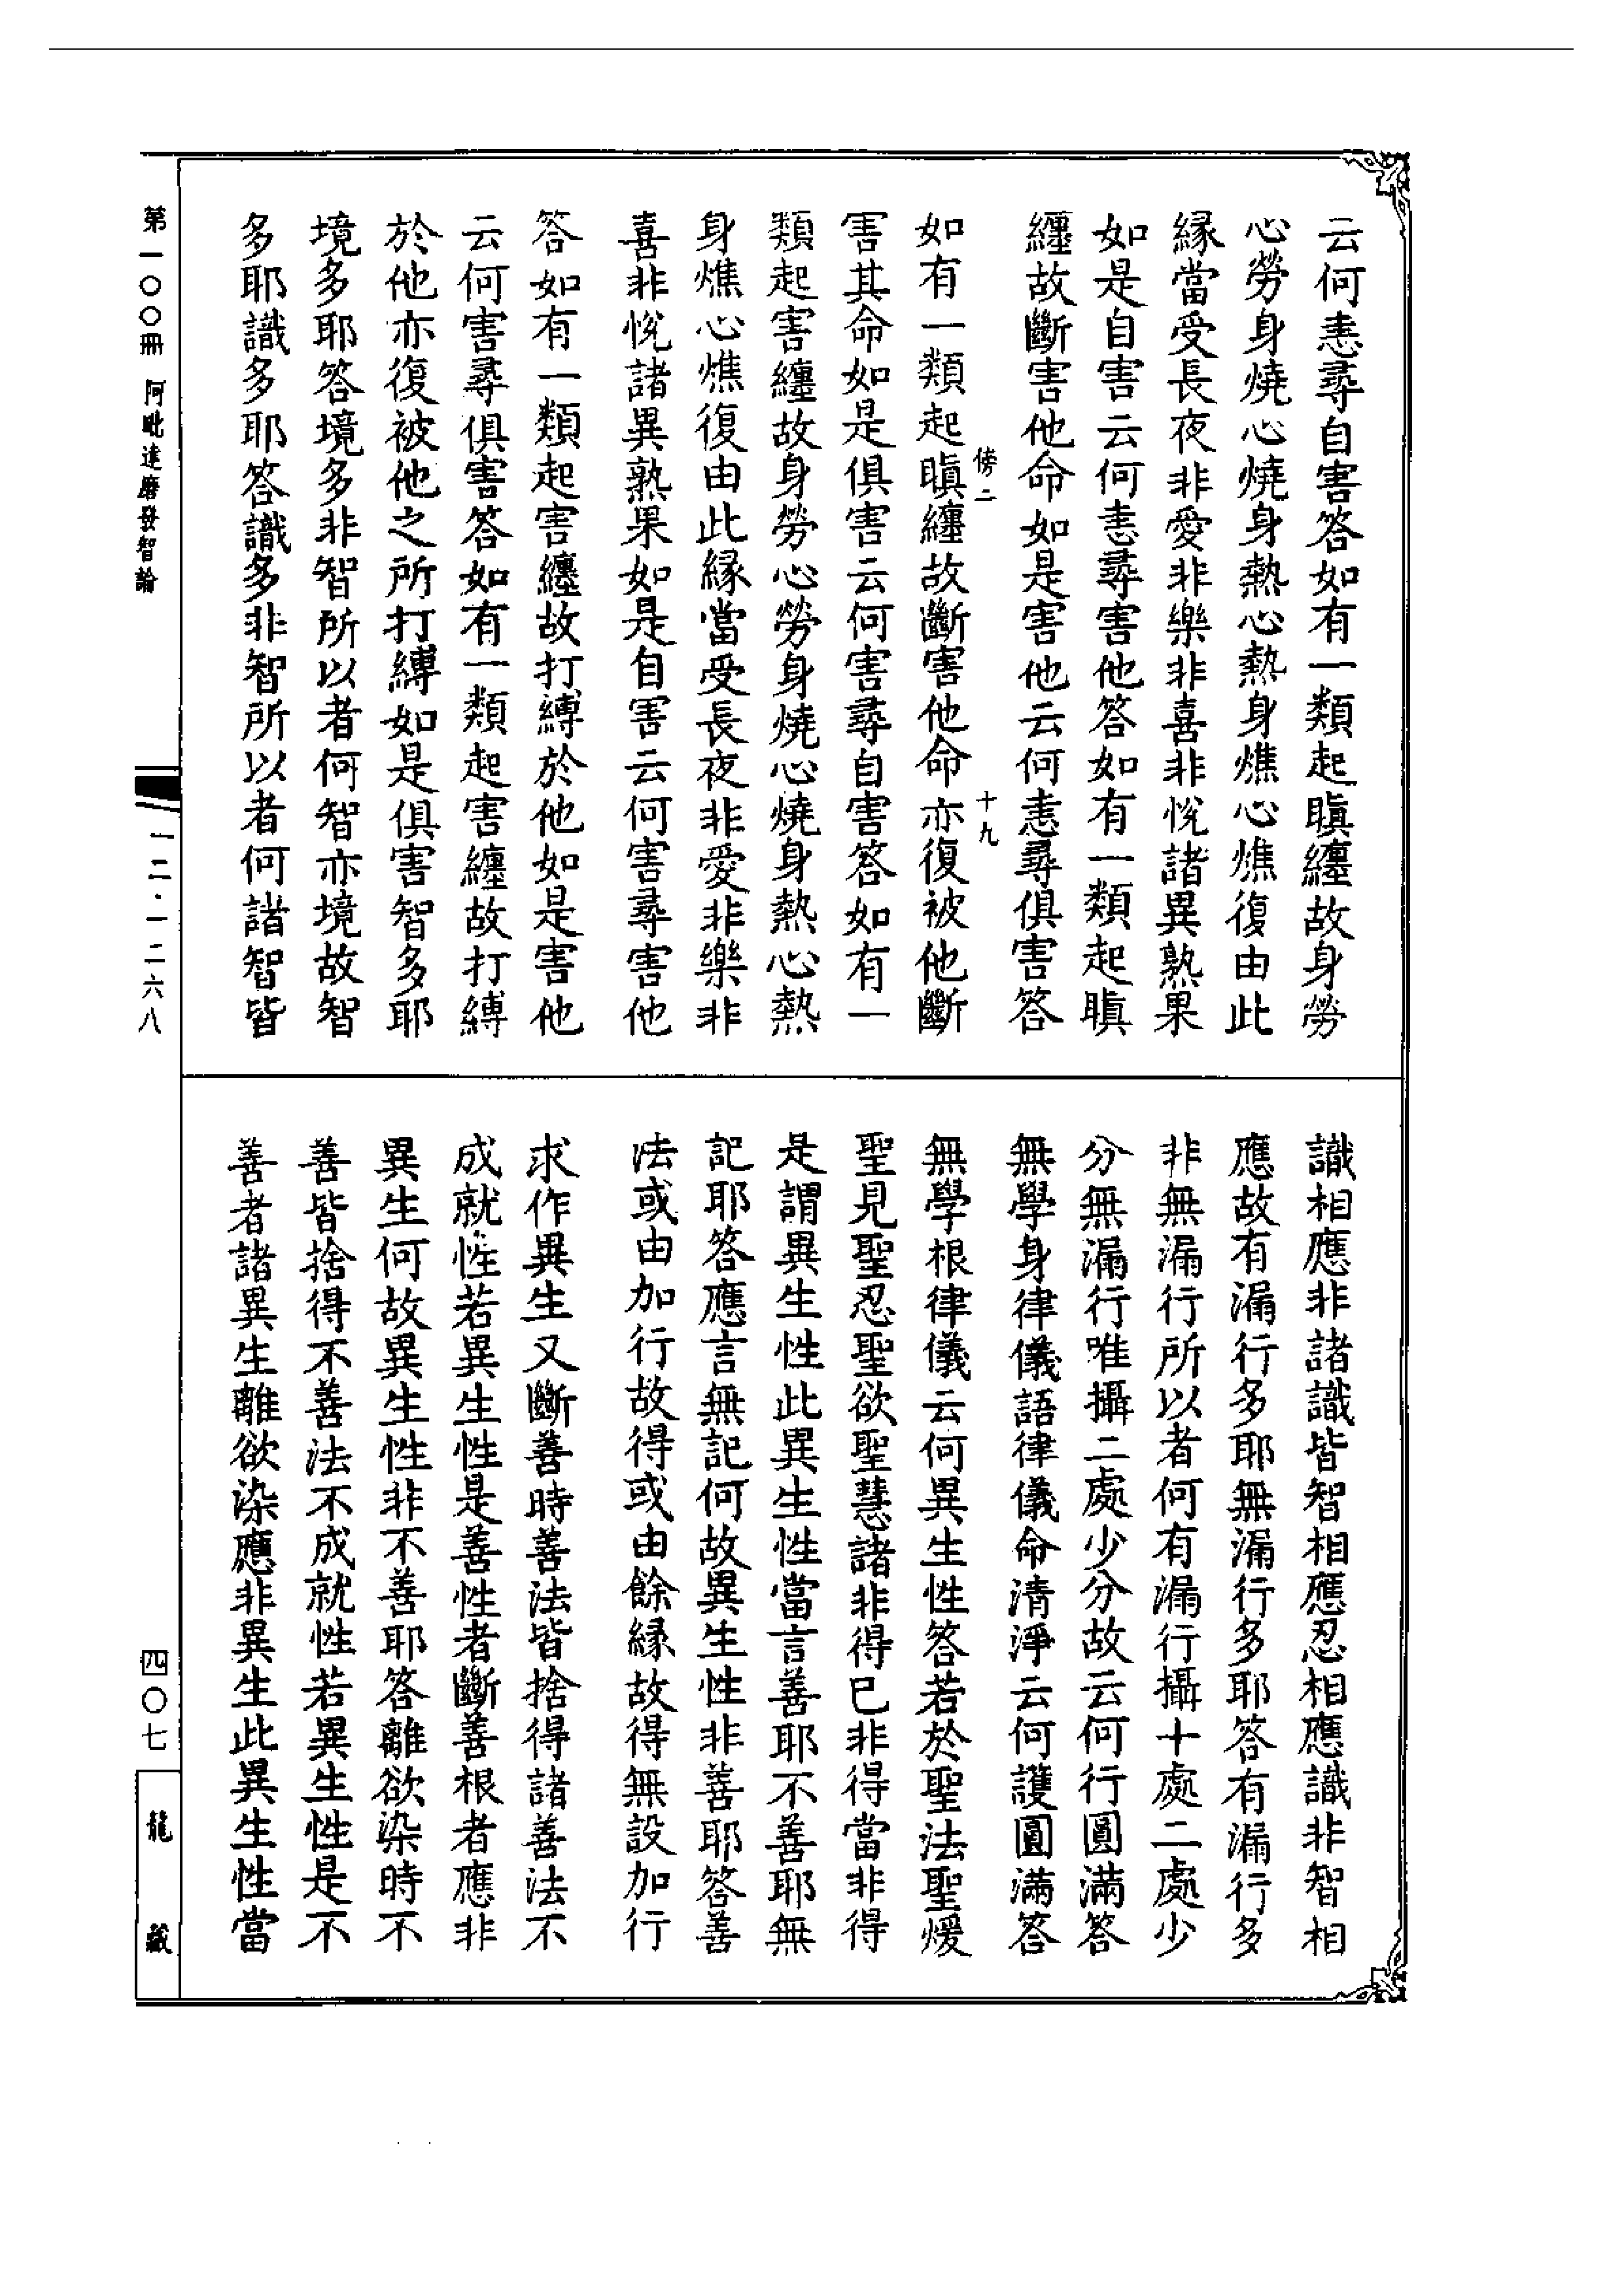 云何恚尋自害答如有一類起瞋纏故身勞
心勞身燒心燒身熱心熱身燋心燋復由此
緣當受長夜非愛非樂非喜非悅諸異熟果
如是自害云何恚尋害他答如有一類起瞋
纏故斷害他命如是害他云何恚尋俱害答
如有一類起瞋纏故斷害他命亦復被他斷
傍二
十九
害其命如是俱害云何害尋自害答如有一
類起害纏故身勞心勞身燒心燒身熱心熱
身燋心燋復由此緣當受長夜非愛非樂非
喜非悅諸異熟果如是自害云何害尋害他
答如有一類起害纏故打縛於他如是害他
云何害尋俱害答如有一類起害纏故打縛
於他亦復被他之所打縛如是俱害智多耶
境多耶答境多非智所以者何智亦境故智
多耶識多耶答識多非智所以者何諸智皆
識相應非諸識皆智相應忍相應識非智相
應故有漏行多耶無漏行多耶答有漏行多
非無漏行所以者何有漏行攝十處二處少
分無漏行唯攝二處少分故云何行圓滿答
無學身律儀語律儀命清淨云何護圓滿答
無學根律儀云何異生性答若於聖法聖煖
聖見聖忍聖欲聖慧諸非得已非得當非得
是謂異生性此異生性當言善耶不善耶無
記耶答應言無記何故異生性非善耶答善
法或由加行故得或由餘緣故得無設加行
求作異生又斷善時善法皆捨得諸善法不
成就性若異生性是善性者斷善根者應非
異生何故異生性非不善耶答離欲染時不
善皆捨得不善法不成就性若異生性是不
善者諸異生離欲染應非異生此異生性當
第一〇〇冊 阿毗達磨發智論
一二·一二六八
四〇七
龍藏